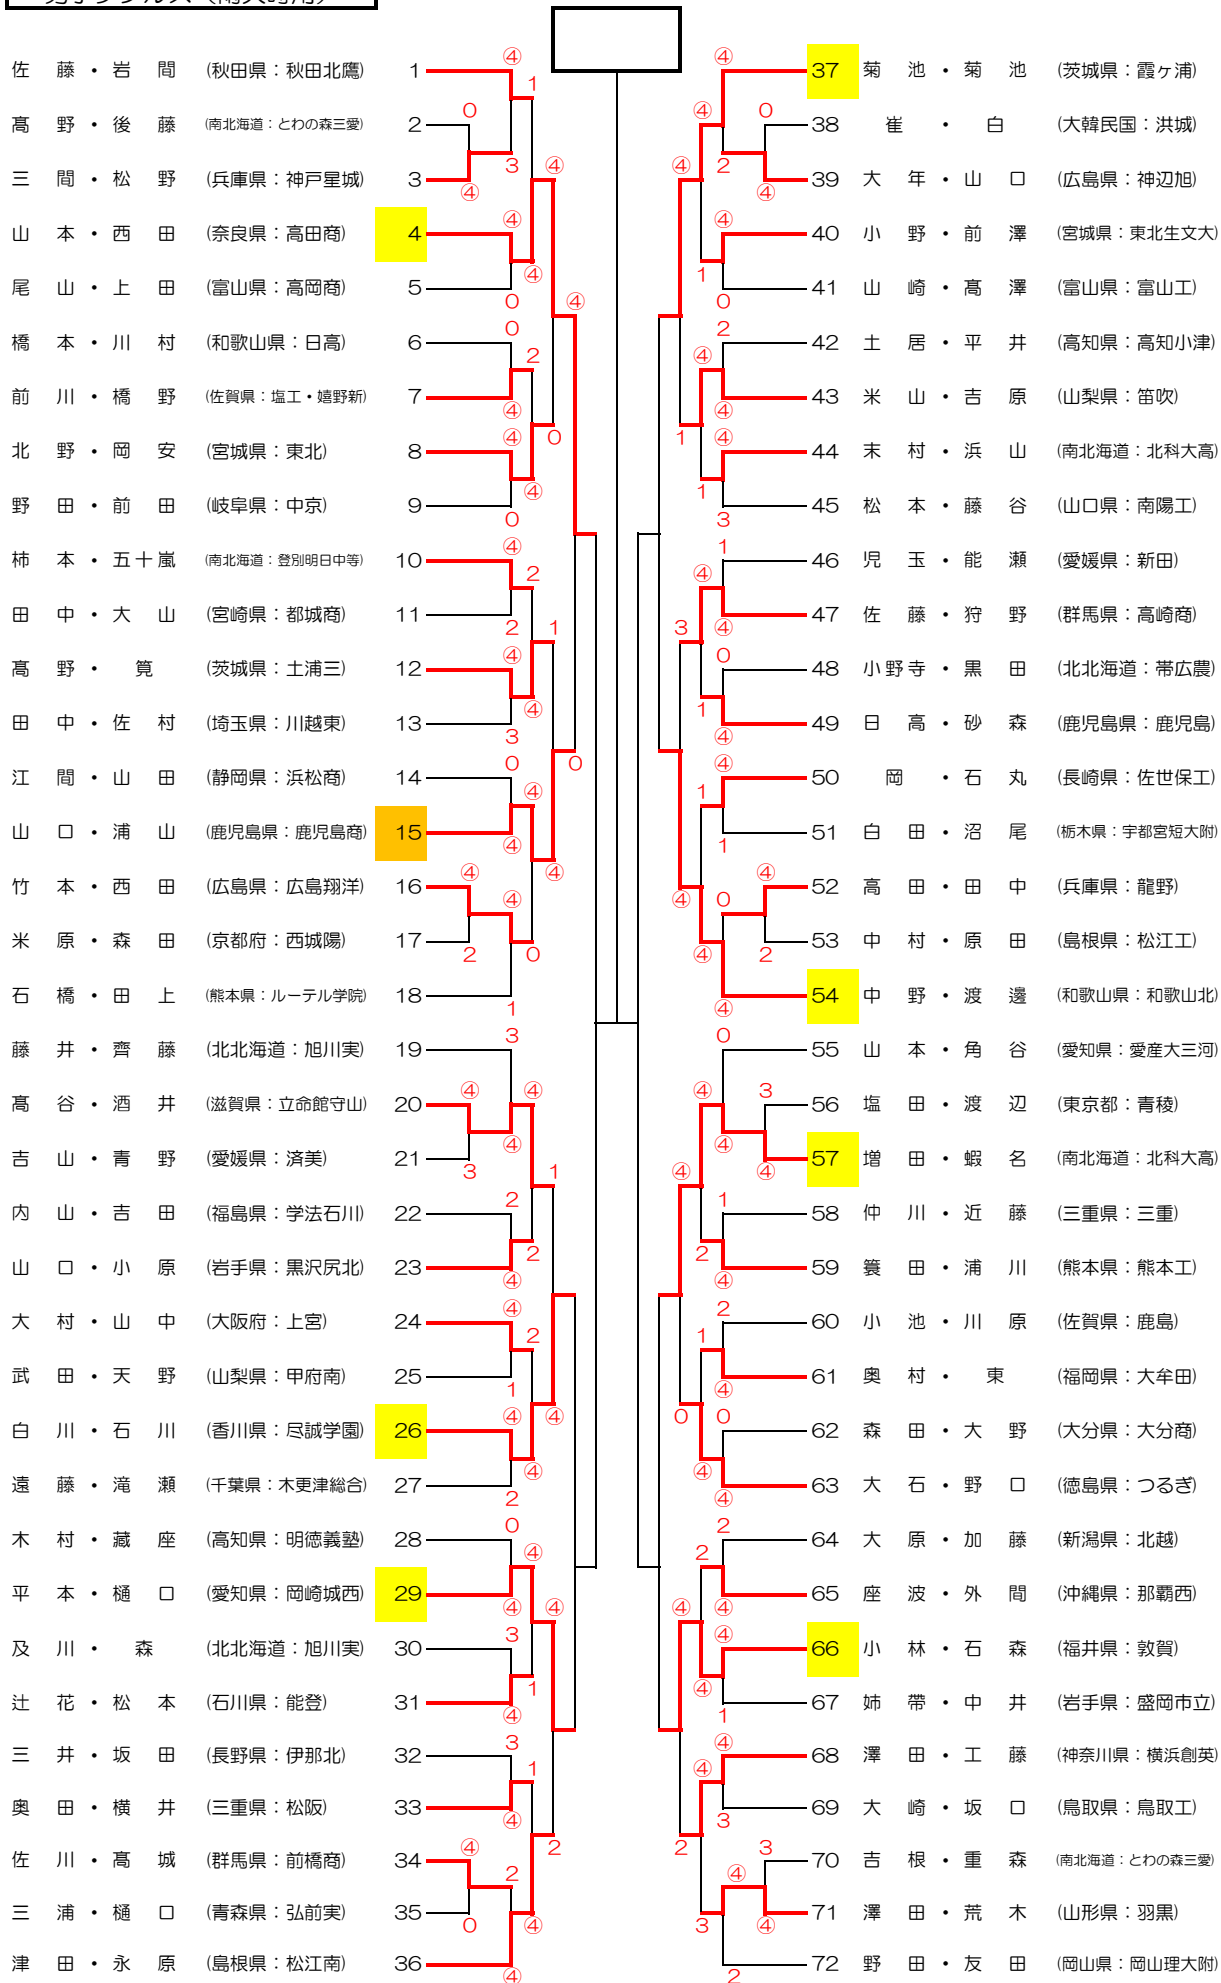 男子ダブルス（雨天時用）
佐藤・岩間 (秋田県：秋田北鷹) 1
髙野・後藤 (南北海道：とわの森三愛) 2
三間・松野 (兵庫県：神戸星城) 3
山本・西田 (奈良県：高田商) 4
尾山・上田 (富山県：高岡商) 5
橋本・川村 (和歌山県：日高) 6
前川・橋野 (佐賀県：塩工・嬉野新) 7
北野・岡安 (宮城県：東北) 8
野田・前田 (岐阜県：中京) 9
柿本・五十嵐 (南北海道：登別明日中等) 10
田中・大山 (宮崎県：都城商) 11
髙野・筧 (茨城県：土浦三) 12
田中・佐村 (埼玉県：川越東) 13
江間・山田 (静岡県：浜松商) 14
山口・浦山 (鹿児島県：鹿児島商) 15
竹本・西田 (広島県：広島翔洋) 16
米原・森田 (京都府：西城陽) 17
石橋・田上 (熊本県：ルーテル学院) 18
藤井・齊藤 (北北海道：旭川実) 19
髙谷・酒井 (滋賀県：立命館守山) 20
吉山・青野 (愛媛県：済美) 21
内山・吉田 (福島県：学法石川) 22
山口・小原 (岩手県：黒沢尻北) 23
大村・山中 (大阪府：上宮) 24
武田・天野 (山梨県：甲府南) 25
白川・石川 (香川県：尽誠学園) 26
遠藤・滝瀬 (千葉県：木更津総合) 27
木村・藏座 (高知県：明徳義塾) 28
平本・樋口 (愛知県：岡崎城西) 29
及川・森 (北北海道：旭川実) 30
辻花・松本 (石川県：能登) 31
三井・坂田 (長野県：伊那北) 32
奥田・横井 (三重県：松阪) 33
佐川・髙城 (群馬県：前橋商) 34
三浦・樋口 (青森県：弘前実) 35
津田・永原 (島根県：松江南) 36
37 菊池・菊池 (茨城県：霞ヶ浦)
38 崔・白 (大韓民国：洪城)
39 大年・山口 (広島県：神辺旭)
40 小野・前澤 (宮城県：東北生文大)
41 山崎・髙澤 (富山県：富山工)
42 土居・平井 (高知県：高知小津)
43 米山・吉原 (山梨県：笛吹)
44 末村・浜山 (南北海道：北科大高)
45 松本・藤谷 (山口県：南陽工)
46 児玉・能瀬 (愛媛県：新田)
47 佐藤・狩野 (群馬県：高崎商)
48 小野寺・黒田 (北北海道：帯広農)
49 日高・砂森 (鹿児島県：鹿児島)
50 岡・石丸 (長崎県：佐世保工)
51 白田・沼尾 (栃木県：宇都宮短大附)
52 高田・田中 (兵庫県：龍野)
53 中村・原田 (島根県：松江工)
54 中野・渡邊 (和歌山県：和歌山北)
55 山本・角谷 (愛知県：愛産大三河)
56 塩田・渡辺 (東京都：青稜)
57 増田・蝦名 (南北海道：北科大高)
58 仲川・近藤 (三重県：三重)
59 簑田・浦川 (熊本県：熊本工)
60 小池・川原 (佐賀県：鹿島)
61 奥村・東 (福岡県：大牟田)
62 森田・大野 (大分県：大分商)
63 大石・野口 (徳島県：つるぎ)
64 大原・加藤 (新潟県：北越)
65 座波・外間 (沖縄県：那覇西)
66 小林・石森 (福井県：敦賀)
67 姉帯・中井 (岩手県：盛岡市立)
68 澤田・工藤 (神奈川県：横浜創英)
69 大崎・坂口 (鳥取県：鳥取工)
70 吉根・重森 (南北海道：とわの森三愛)
71 澤田・荒木 (山形県：羽黒)
72 野田・友田 (岡山県：岡山理大附)